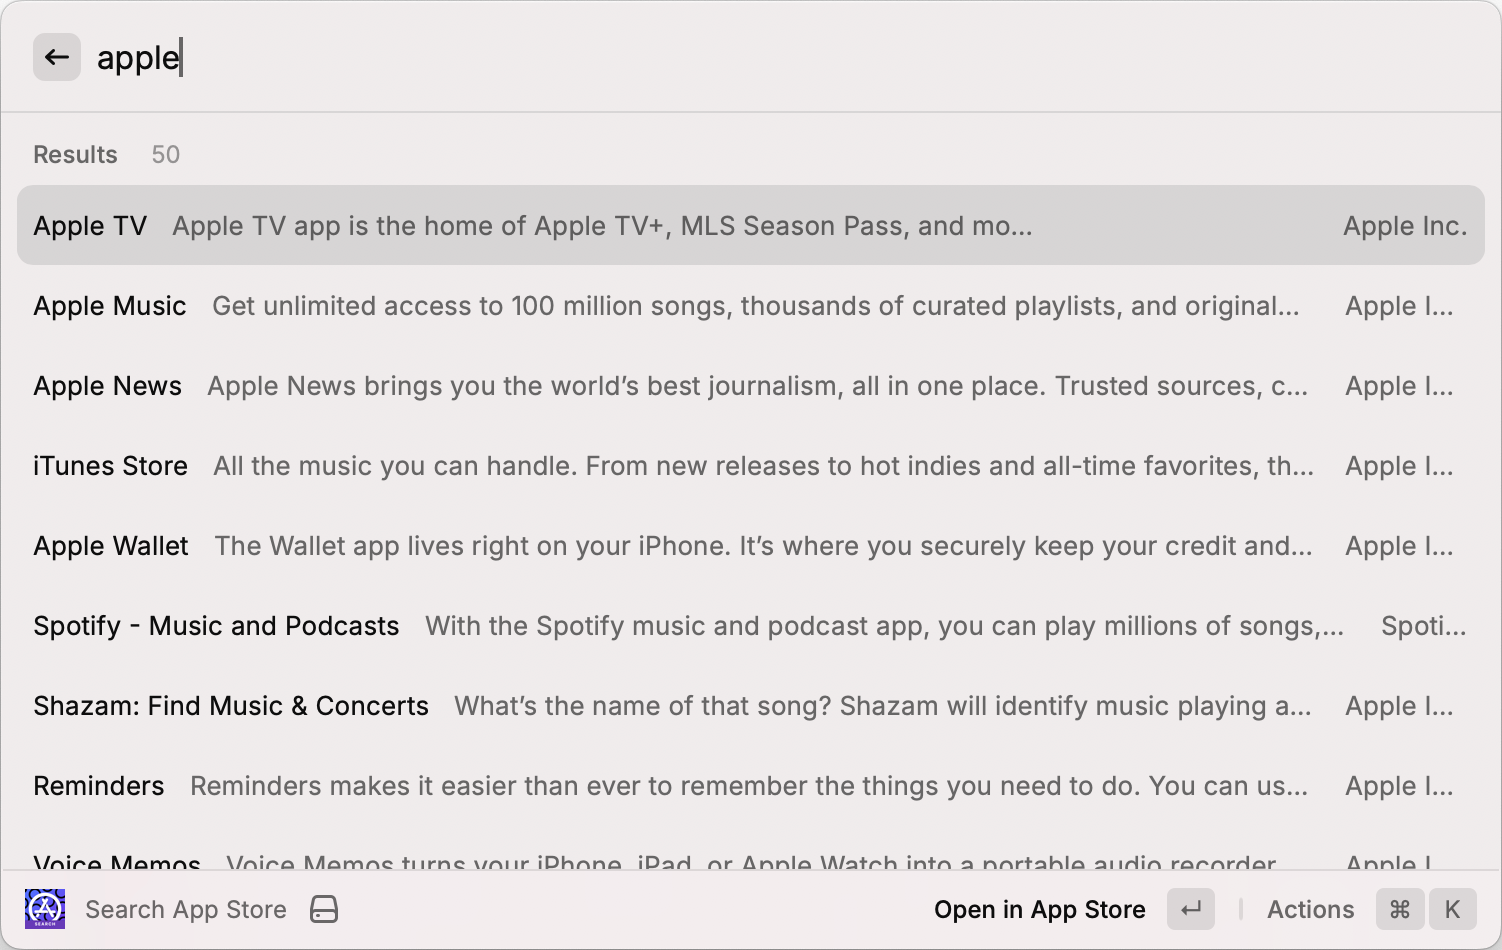 apple
Results 50
Apple TV Apple TV app is the home of Apple TV+, MLS Season Pass, and mo... Apple Inc.
Apple Music Get unlimited access to 100 million songs, thousands of curated playlists, and original... Apple I...
Apple News Apple News brings you the world’s best journalism, all in one place. Trusted sources, c... Apple I...
iTunes Store All the music you can handle. From new releases to hot indies and all-time favorites, th... Apple I...
Apple Wallet The Wallet app lives right on your iPhone. It’s where you securely keep your credit and... Apple I...
Spotify - Music and Podcasts With the Spotify music and podcast app, you can play millions of songs,... Spoti...
Shazam: Find Music & Concerts What’s the name of that song? Shazam will identify music playing a... Apple I...
Reminders Reminders makes it easier than ever to remember the things you need to do. You can us... Apple I...
Voice Memos Voice Memos turns your iPhone, iPad, or Apple Watch into a portable audio recorder Apple I
SEARCH
Search App Store Open in App Store ↵ Actions ⌘ K